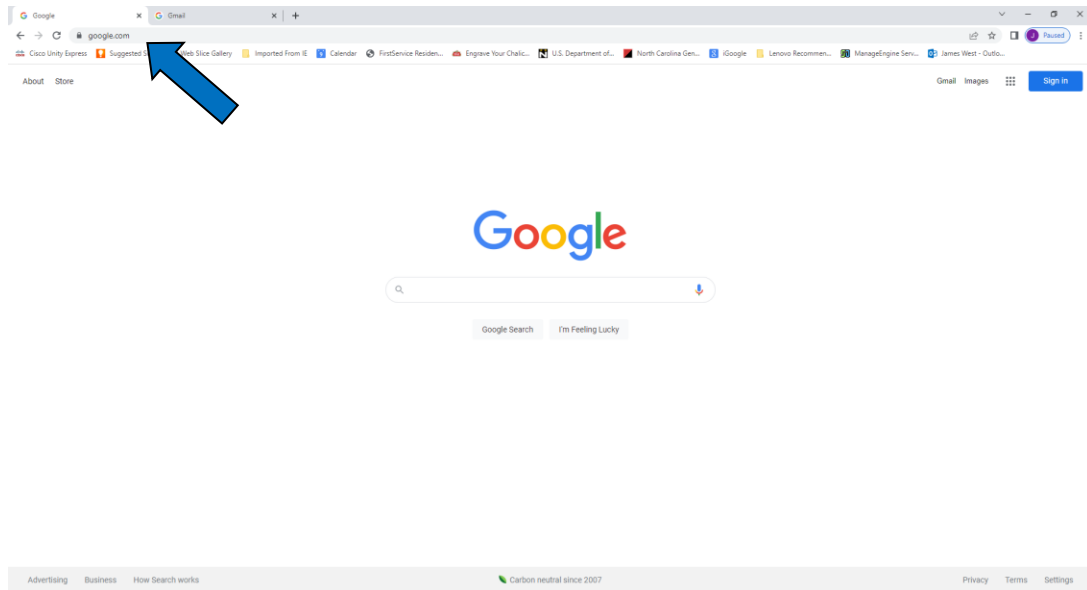 Google Gmail
google.com Paused
Cisco Unity Express Suggested S Web Slice Gallery Imported From IE Calendar FirstService Residen... Engrave Your Chalic... U.S. Department of... North Carolina Gen... iGoogle Lenovo Recommen... ManageEngine Serv... James West - Outlo...
About Store Gmail Images Sign in
Google
Google Search I'm Feeling Lucky
Carbon neutral since 2007
Advertising Business How Search works Privacy Terms Settings